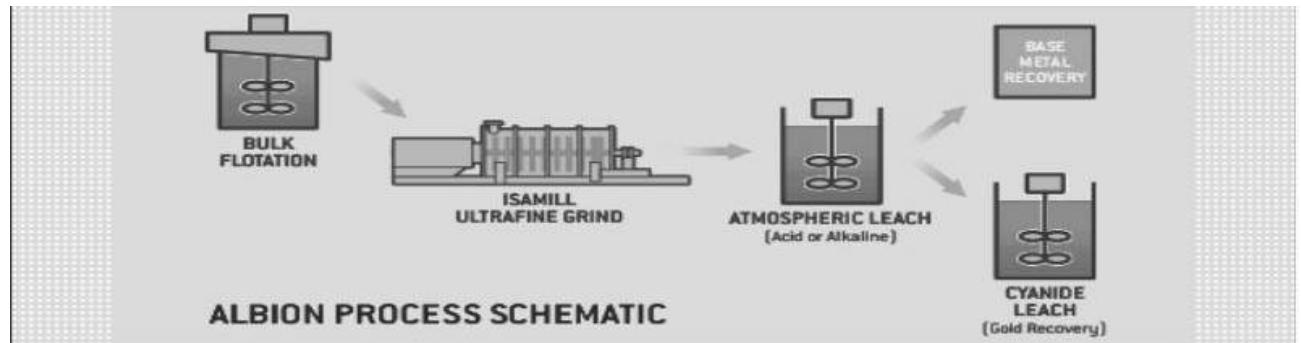 BULK
FLOTATION
ISAMILL
ULTRAFINE GRIND
ATMOSPHERIC LEACH
(Acid or Alkaline)
BASE
METAL
RECOVERY
CYANIDE
LEACH
(Gold Recovery)
ALBION PROCESS SCHEMATIC